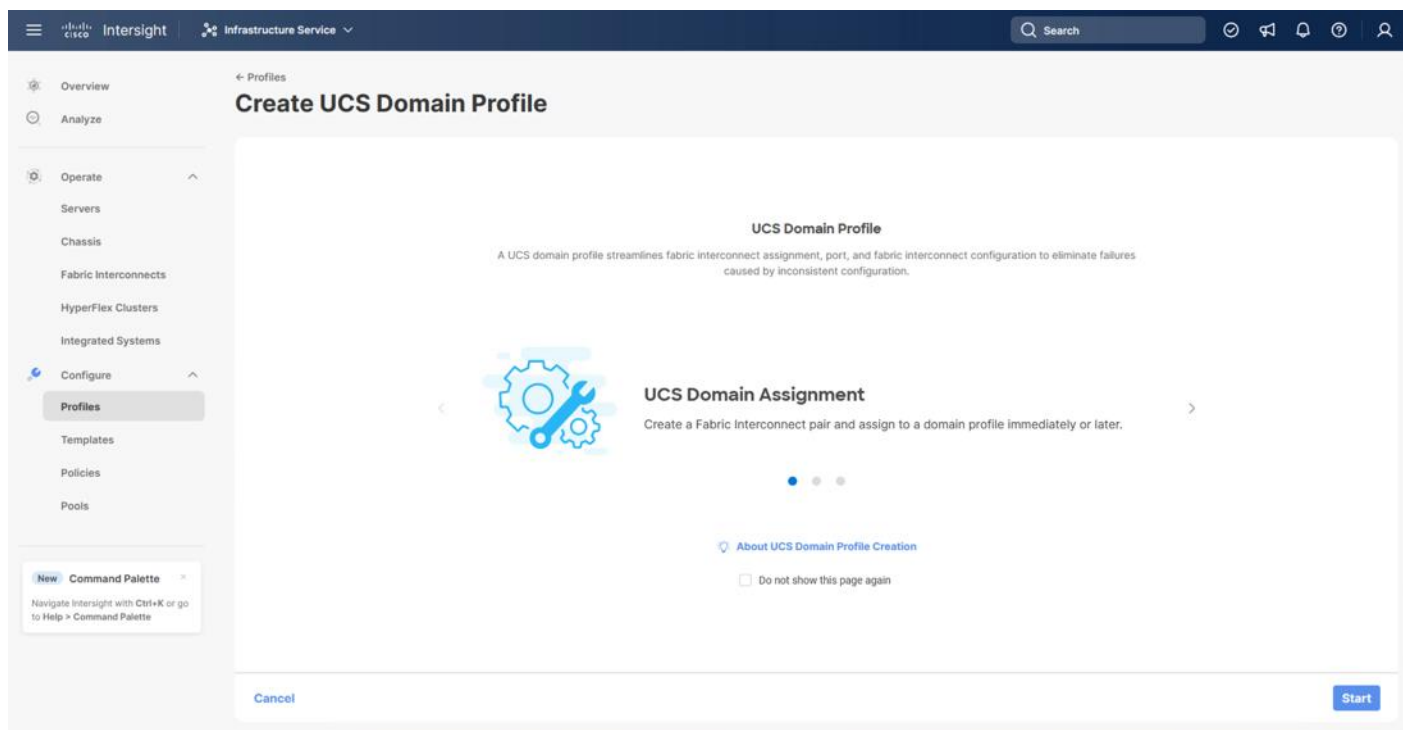 cisco Intersight
Infrastructure Service
Search
Overview
Analyze
Operate
Servers
Chassis
Fabric Interconnects
HyperFlex Clusters
Integrated Systems
Configure
Profiles
Templates
Policies
Pools
New Command Palette
Navigate Intersight with Ctrl+K or go
to Help > Command Palette
← Profiles
Create UCS Domain Profile
UCS Domain Profile
A UCS domain profile streamlines fabric interconnect assignment, port, and fabric interconnect configuration to eliminate failures
caused by inconsistent configuration.
UCS Domain Assignment
Create a Fabric Interconnect pair and assign to a domain profile immediately or later.
About UCS Domain Profile Creation
Do not show this page again
Cancel
Start